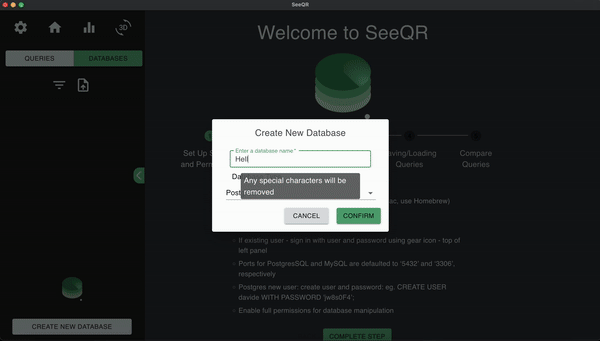 SeeQR
3D
QUERIES
DATABASES
Welcome to SeeQR
Create New Database
Enter a database name *
Hell
Da
Any special characters will be removed
Post
CANCEL
CONFIRM
Set Up
and Perm
ving/Loading
Queries
Compare
Queries
ac, use Homebrew)
If existing user - sign in with user and password using gear icon - top of
left panel
Ports for PostgresSQL and MySQL are defaulted to '5432' and '3306',
respectively
Postgres new user: create user and password: eg. CREATE USER
davide WITH PASSWORD 'jw8s0F4';
Enable full permissions for database manipulation
COMPLETE STEP
CREATE NEW DATABASE